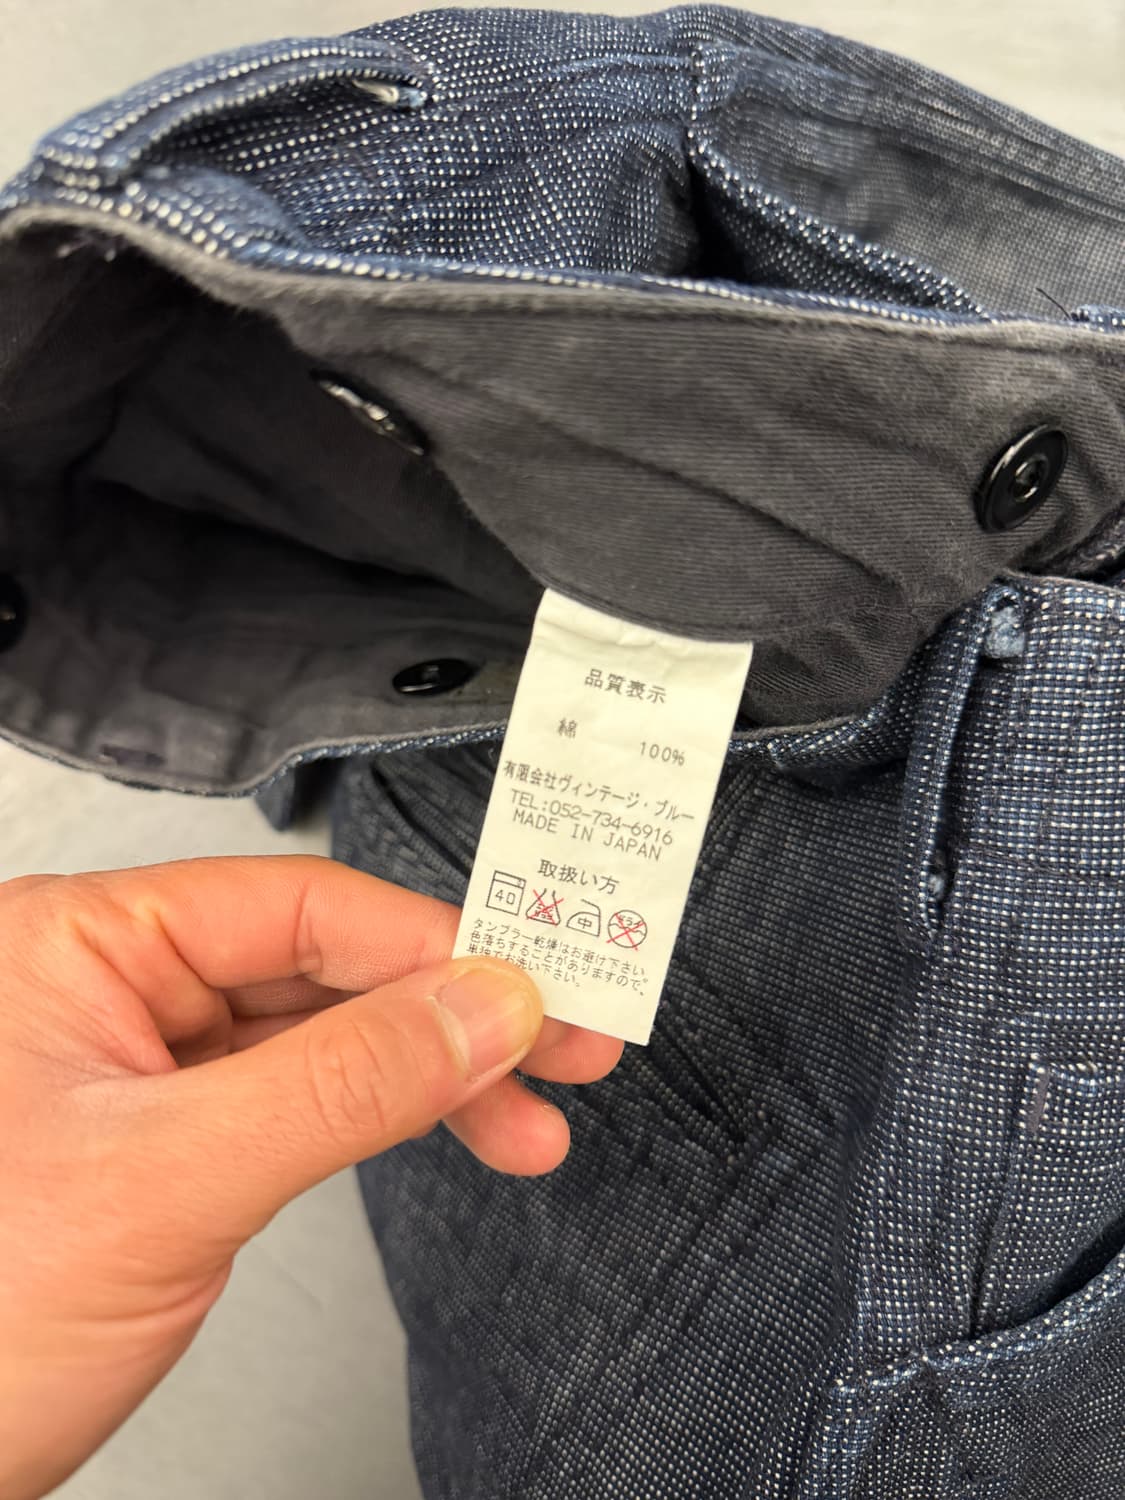 品質表示
綿 100%
有限会社ヴィンテージ・ブルー
TEL:052-734-6916
MADE IN JAPAN
取扱い方
40 中 ドライ
タンブラー乾燥はお避け下さい
色落ちすることがありますので、
単独でお洗い下さい。